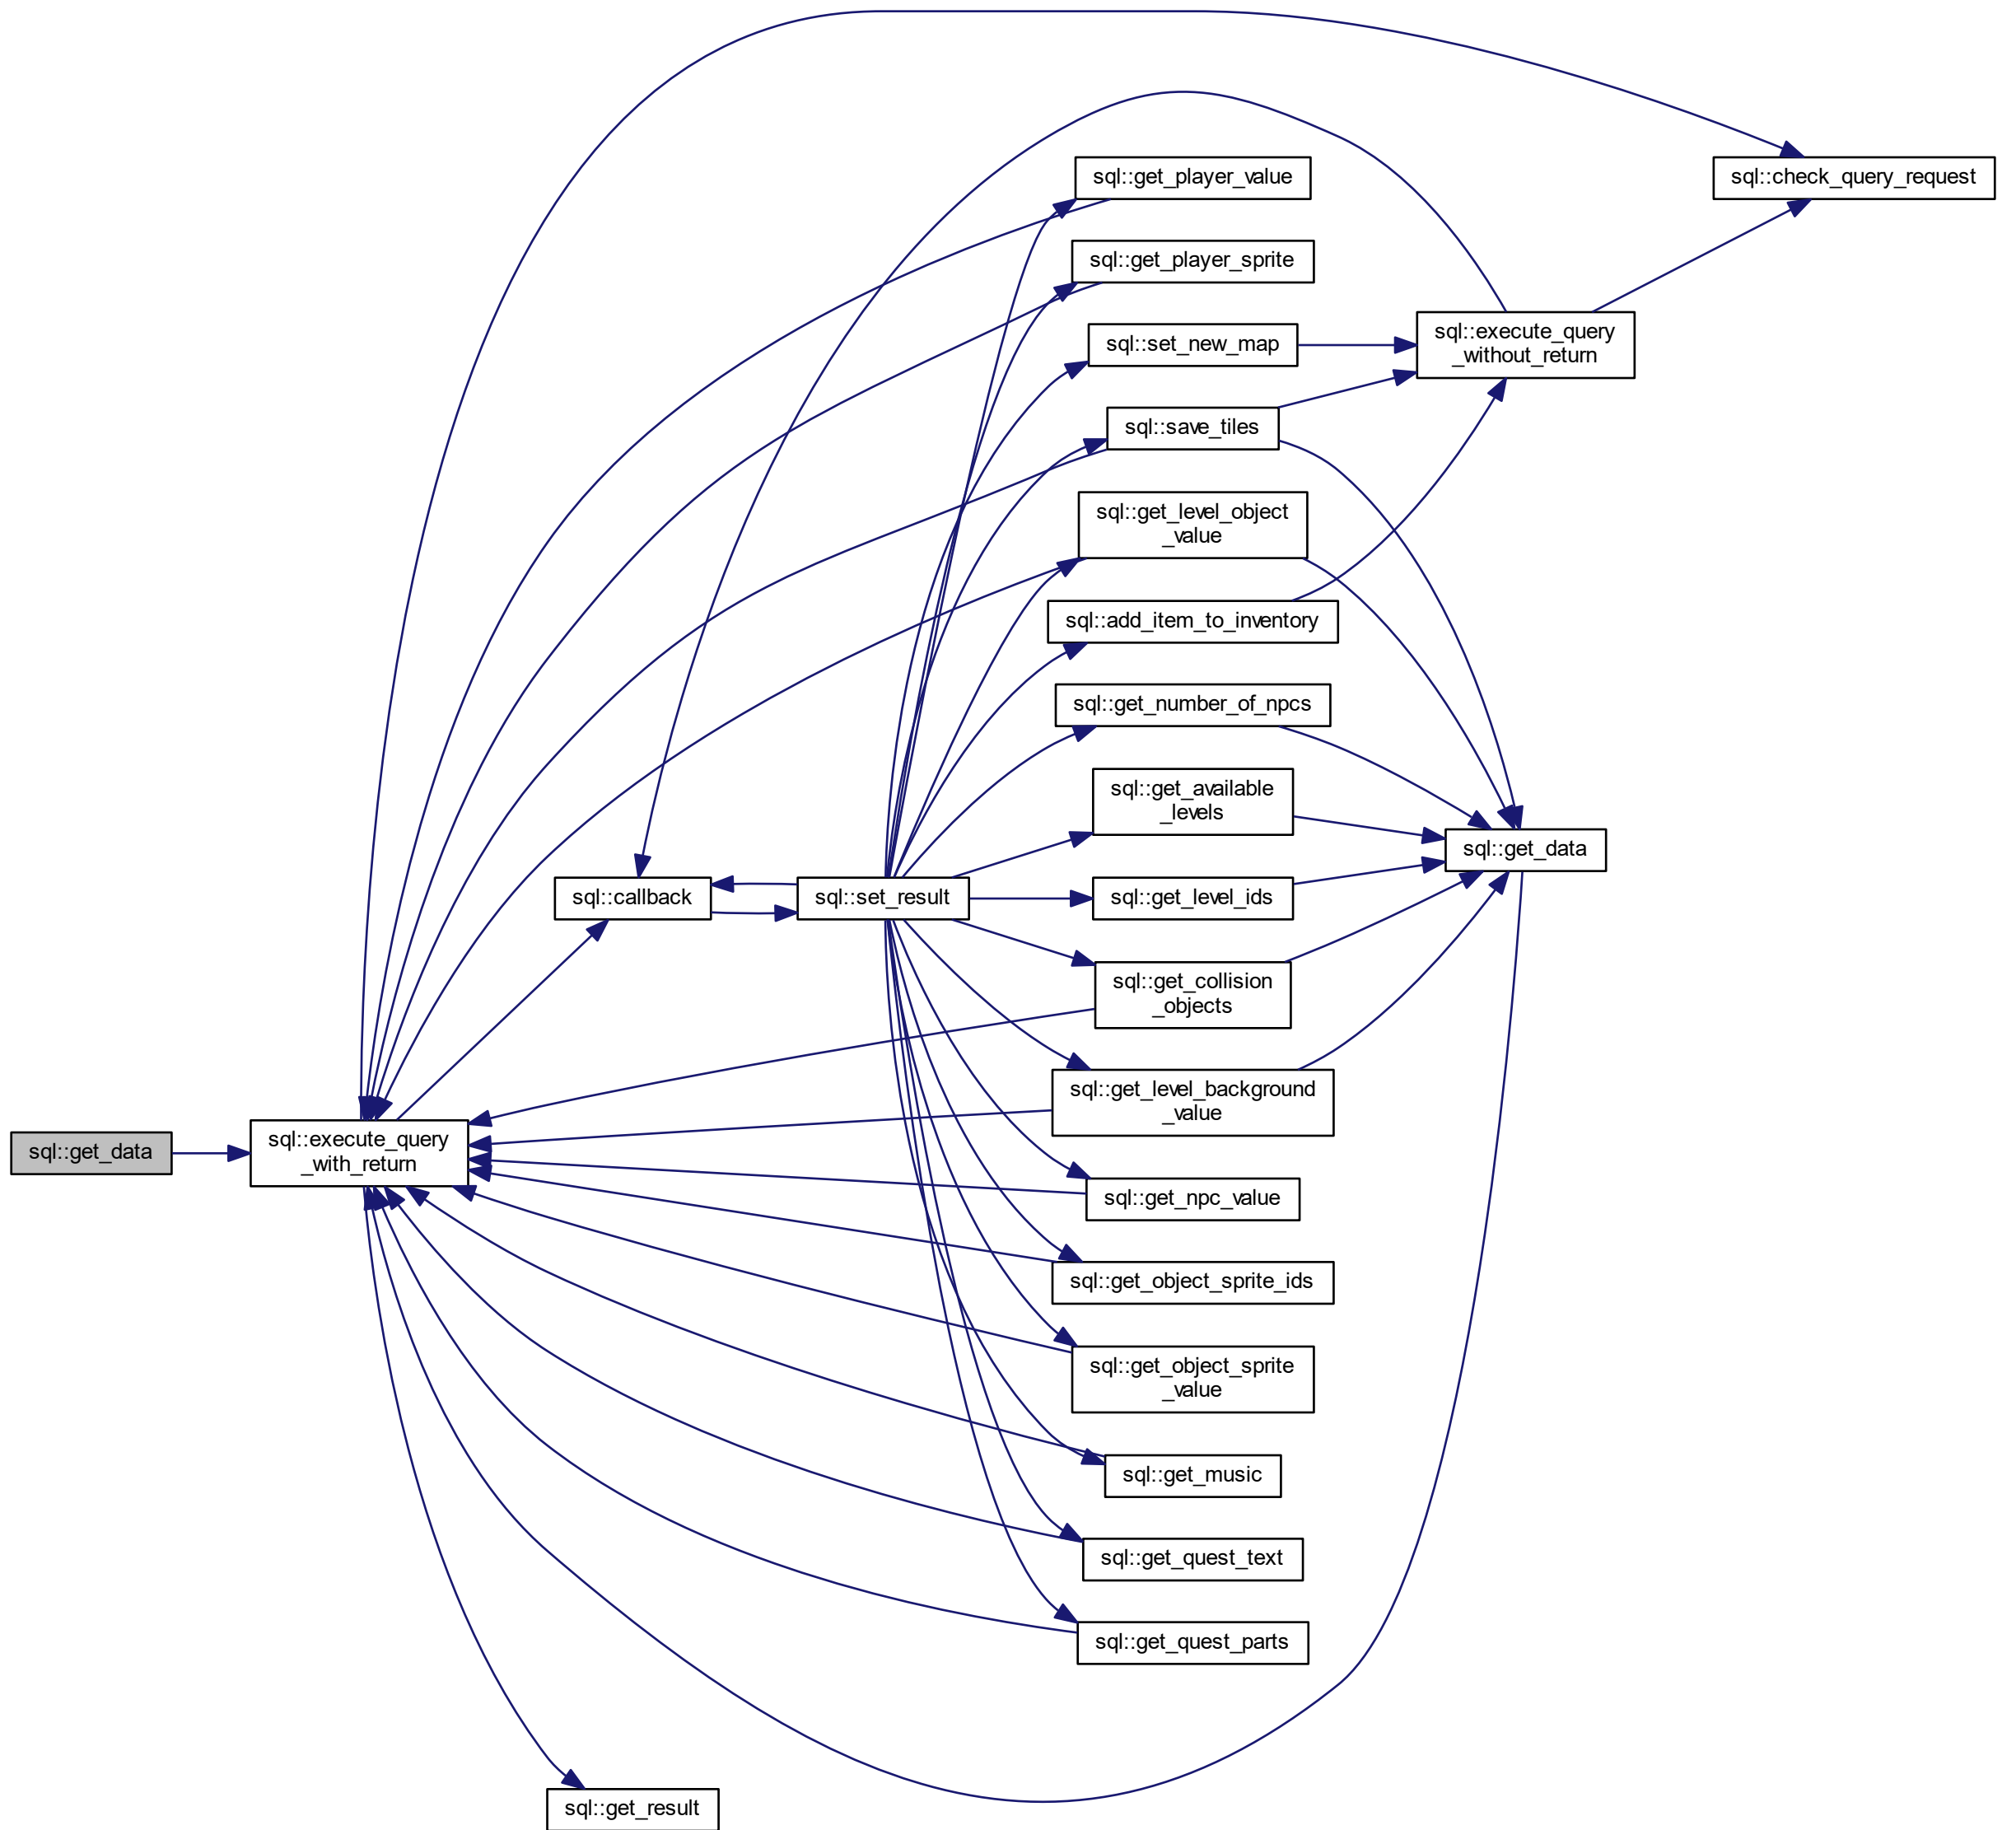 sql::get_player_value
sql::check_query_request
sql::get_player_sprite
sql::set_new_map
sql::execute_query
_without_return
sql::save_tiles
sql::get_level_object
_value
sql::add_item_to_inventory
sql::get_number_of_npcs
sql::get_available
_levels
sql::get_data
sql::callback
sql::set_result
sql::get_level_ids
sql::get_collision
_objects
sql::get_level_background
_value
sql::get_data
sql::execute_query
_with_return
sql::get_npc_value
sql::get_object_sprite_ids
sql::get_object_sprite
_value
sql::get_music
sql::get_quest_text
sql::get_quest_parts
sql::get_result